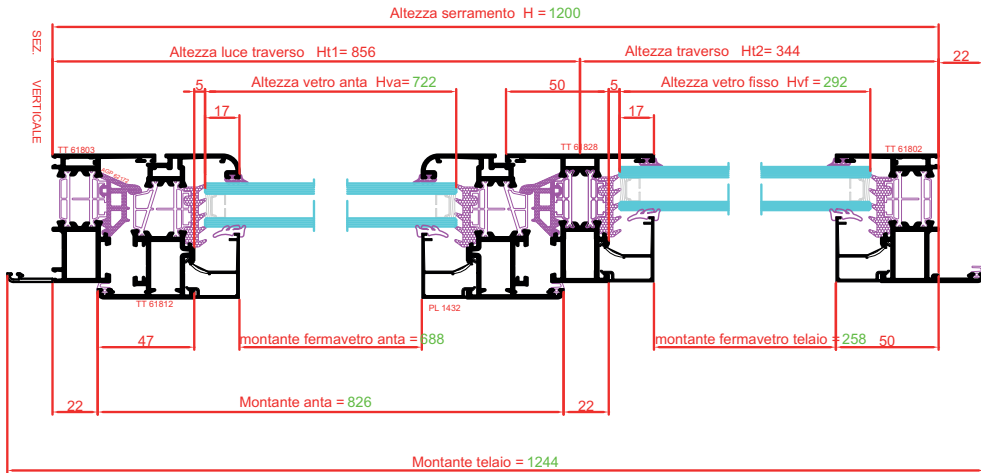 Altezza serramento H = 1200
SEZ. VERTICALE
Altezza luce traverso Ht1= 856
Altezza traverso Ht2= 344
22
5
Altezza vetro anta Hva= 722
50
5
Altezza vetro fisso Hvf = 292
17
17
TT 61803
TT 61828
TT 61802
TT 61812
PL 1432
47
montante fermavetro anta = 688
montante fermavetro telaio = 258
50
22
Montante anta = 826
22
Montante telaio = 1244